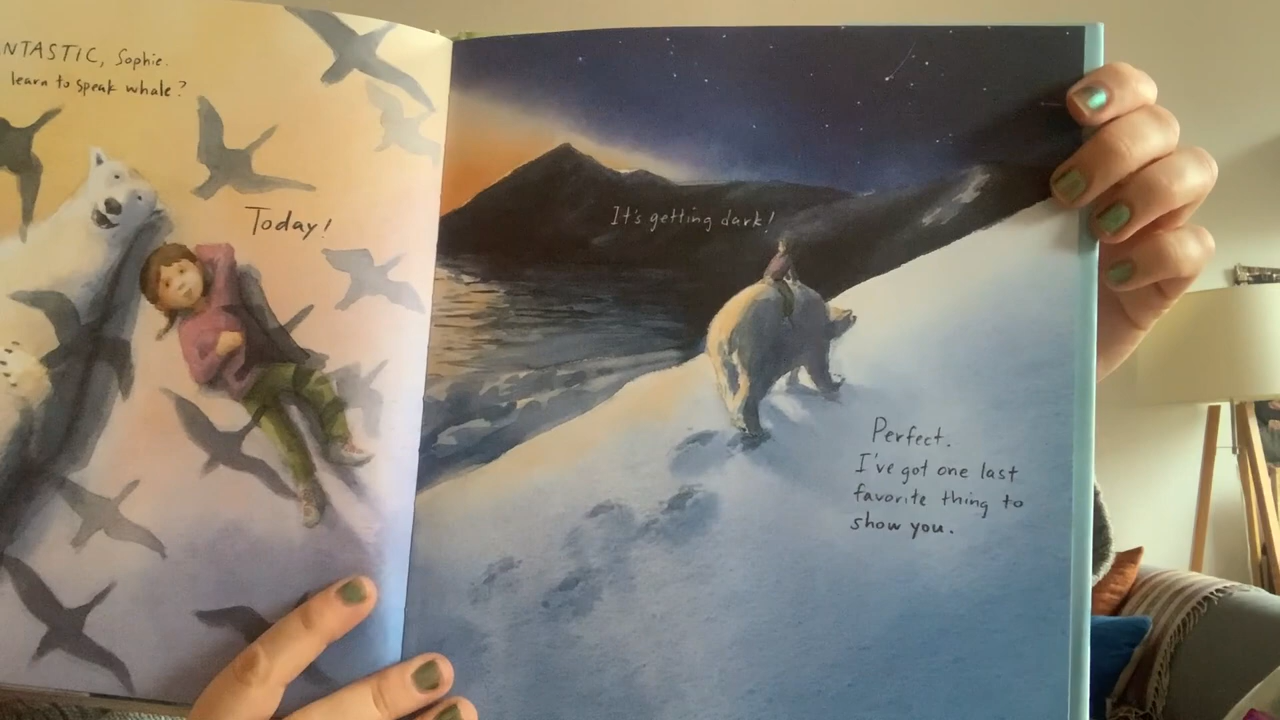 NTASTIC, Sophie.
learn to speak whale?
Today!
It's getting dark!
Perfect.
I've got one last
favorite thing to
show you.